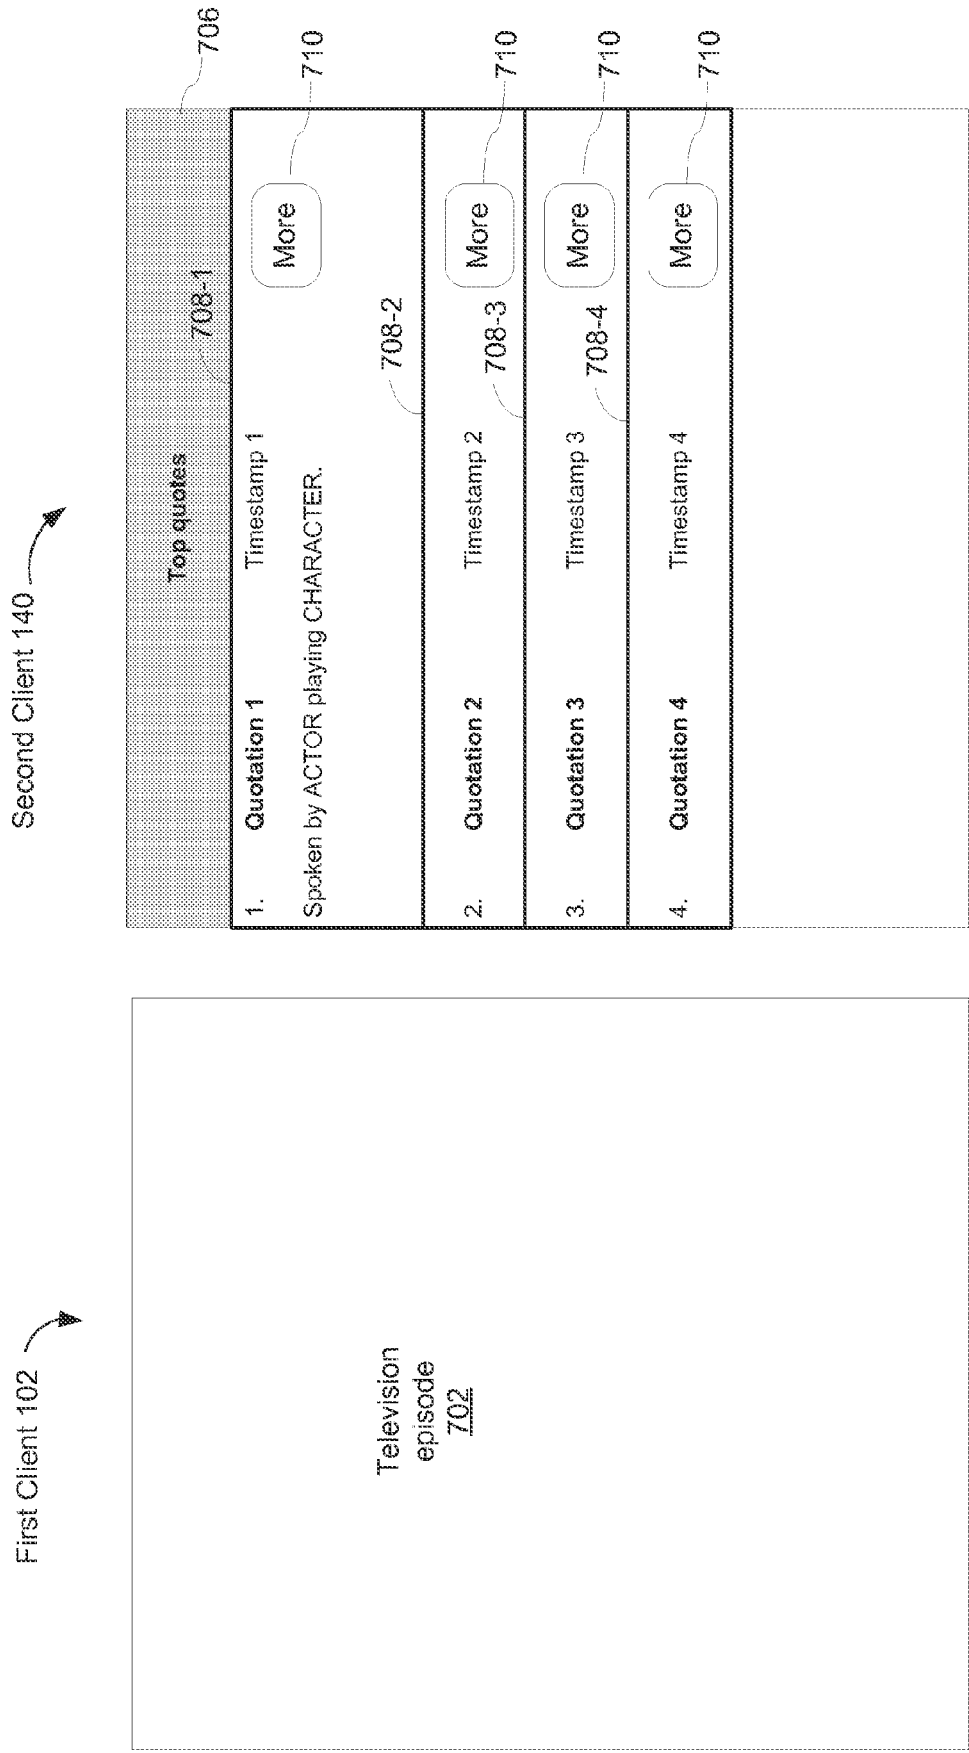 First Client 102
Television
episode
702
Second Client 140
706
Top quotes
708-1
1. Quotation 1 Timestamp 1 More 710
Spoken by ACTOR playing CHARACTER.
708-2
2. Quotation 2 Timestamp 2 More 710
708-3
3. Quotation 3 Timestamp 3 More 710
708-4
4. Quotation 4 Timestamp 4 More 710